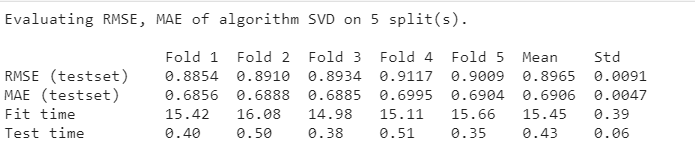 Evaluating RMSE, MAE of algorithm SVD on 5 split(s).
Fold 1 Fold 2 Fold 3 Fold 4 Fold 5 Mean Std
RMSE (testset) 0.8854 0.8910 0.8934 0.9117 0.9009 0.8965 0.0091
MAE (testset) 0.6856 0.6888 0.6885 0.6995 0.6904 0.6906 0.0047
Fit time 15.42 16.08 14.98 15.11 15.66 15.45 0.39
Test time 0.40 0.50 0.38 0.51 0.35 0.43 0.06